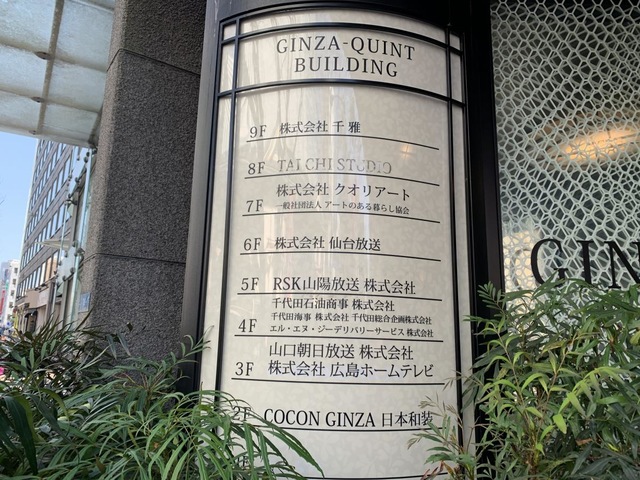 GINZA-QUINT
BUILDING
9F 株式会社 千雅
8F TAI CHI STUDIO
株式会社 クオリアート
7F 一般社団法人 アートのある暮らし協会
6F 株式会社 仙台放送
5F RSK山陽放送 株式会社
千代田石油商事 株式会社
千代田海事 株式会社 千代田総合企画株式会社
4F エル・エヌ・ジーデリバリーサービス 株式会社
山口朝日放送 株式会社
3F 株式会社 広島ホームテレビ
2F COCON GINZA 日本和装
GIN